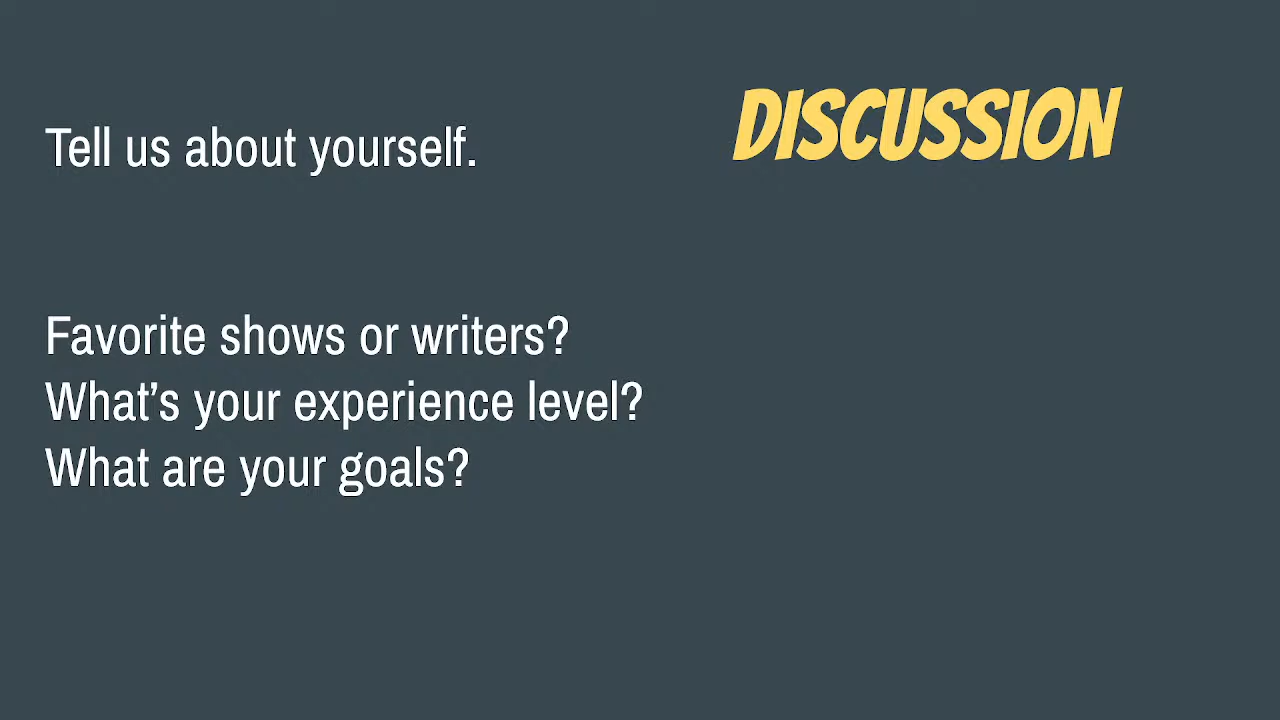 Tell us about yourself.
DISCUSSION
Favorite shows or writers?
What’s your experience level?
What are your goals?